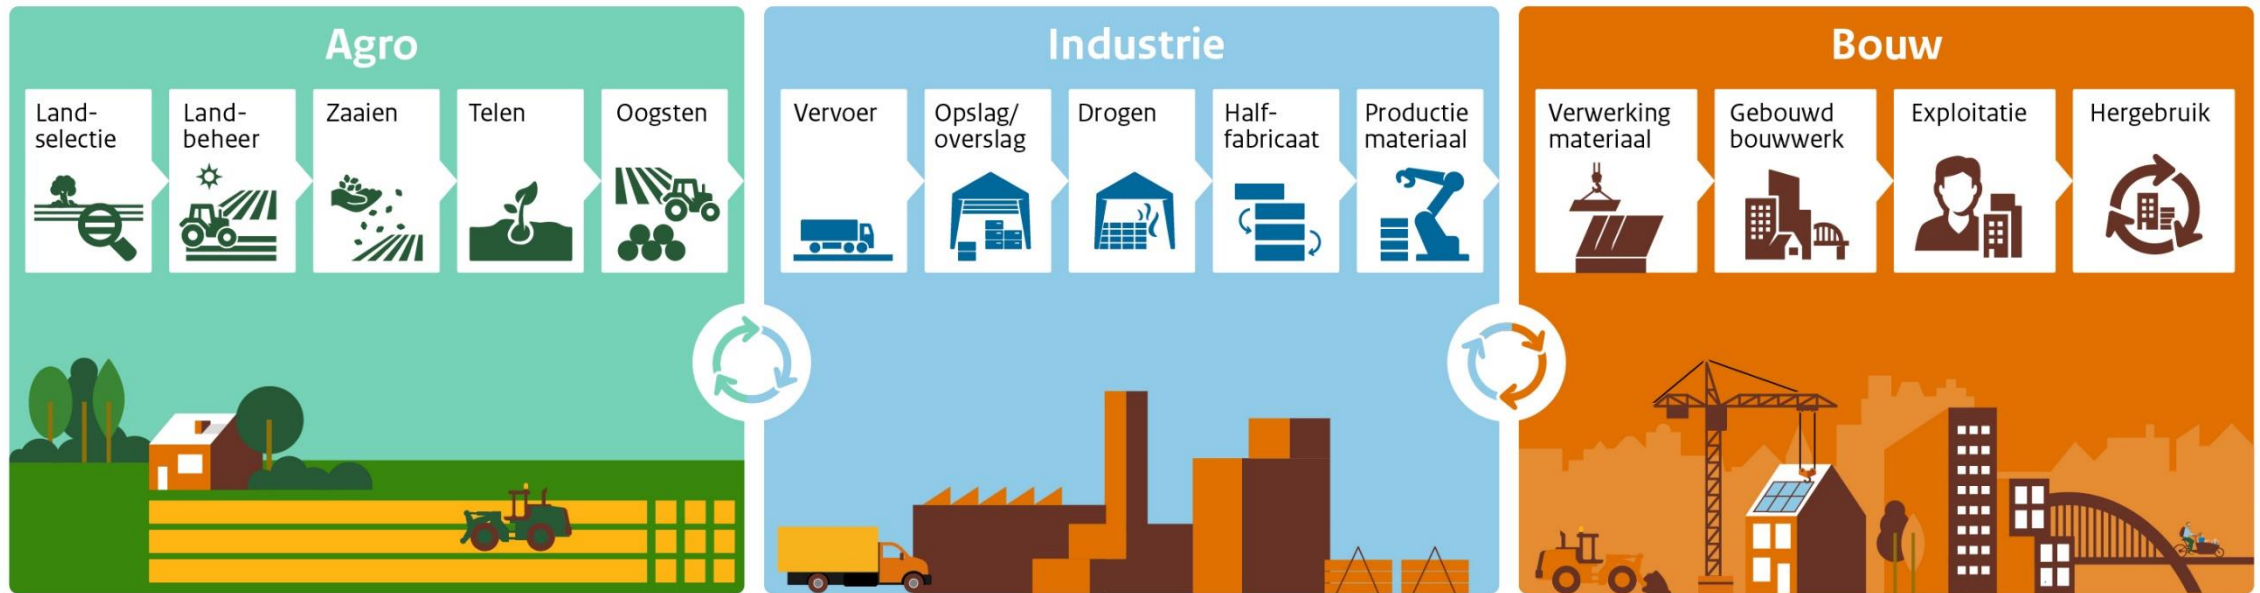 Agro
Land-
selectie
Land-
beheer
Zaaien
Telen
Oogsten
Industrie
Vervoer
Opslag/
overslag
Drogen
Half-
fabricaat
Productie
materiaal
Bouw
Verwerking
materiaal
Gebouwd
bouwwerk
Exploitatie
Hergebruik